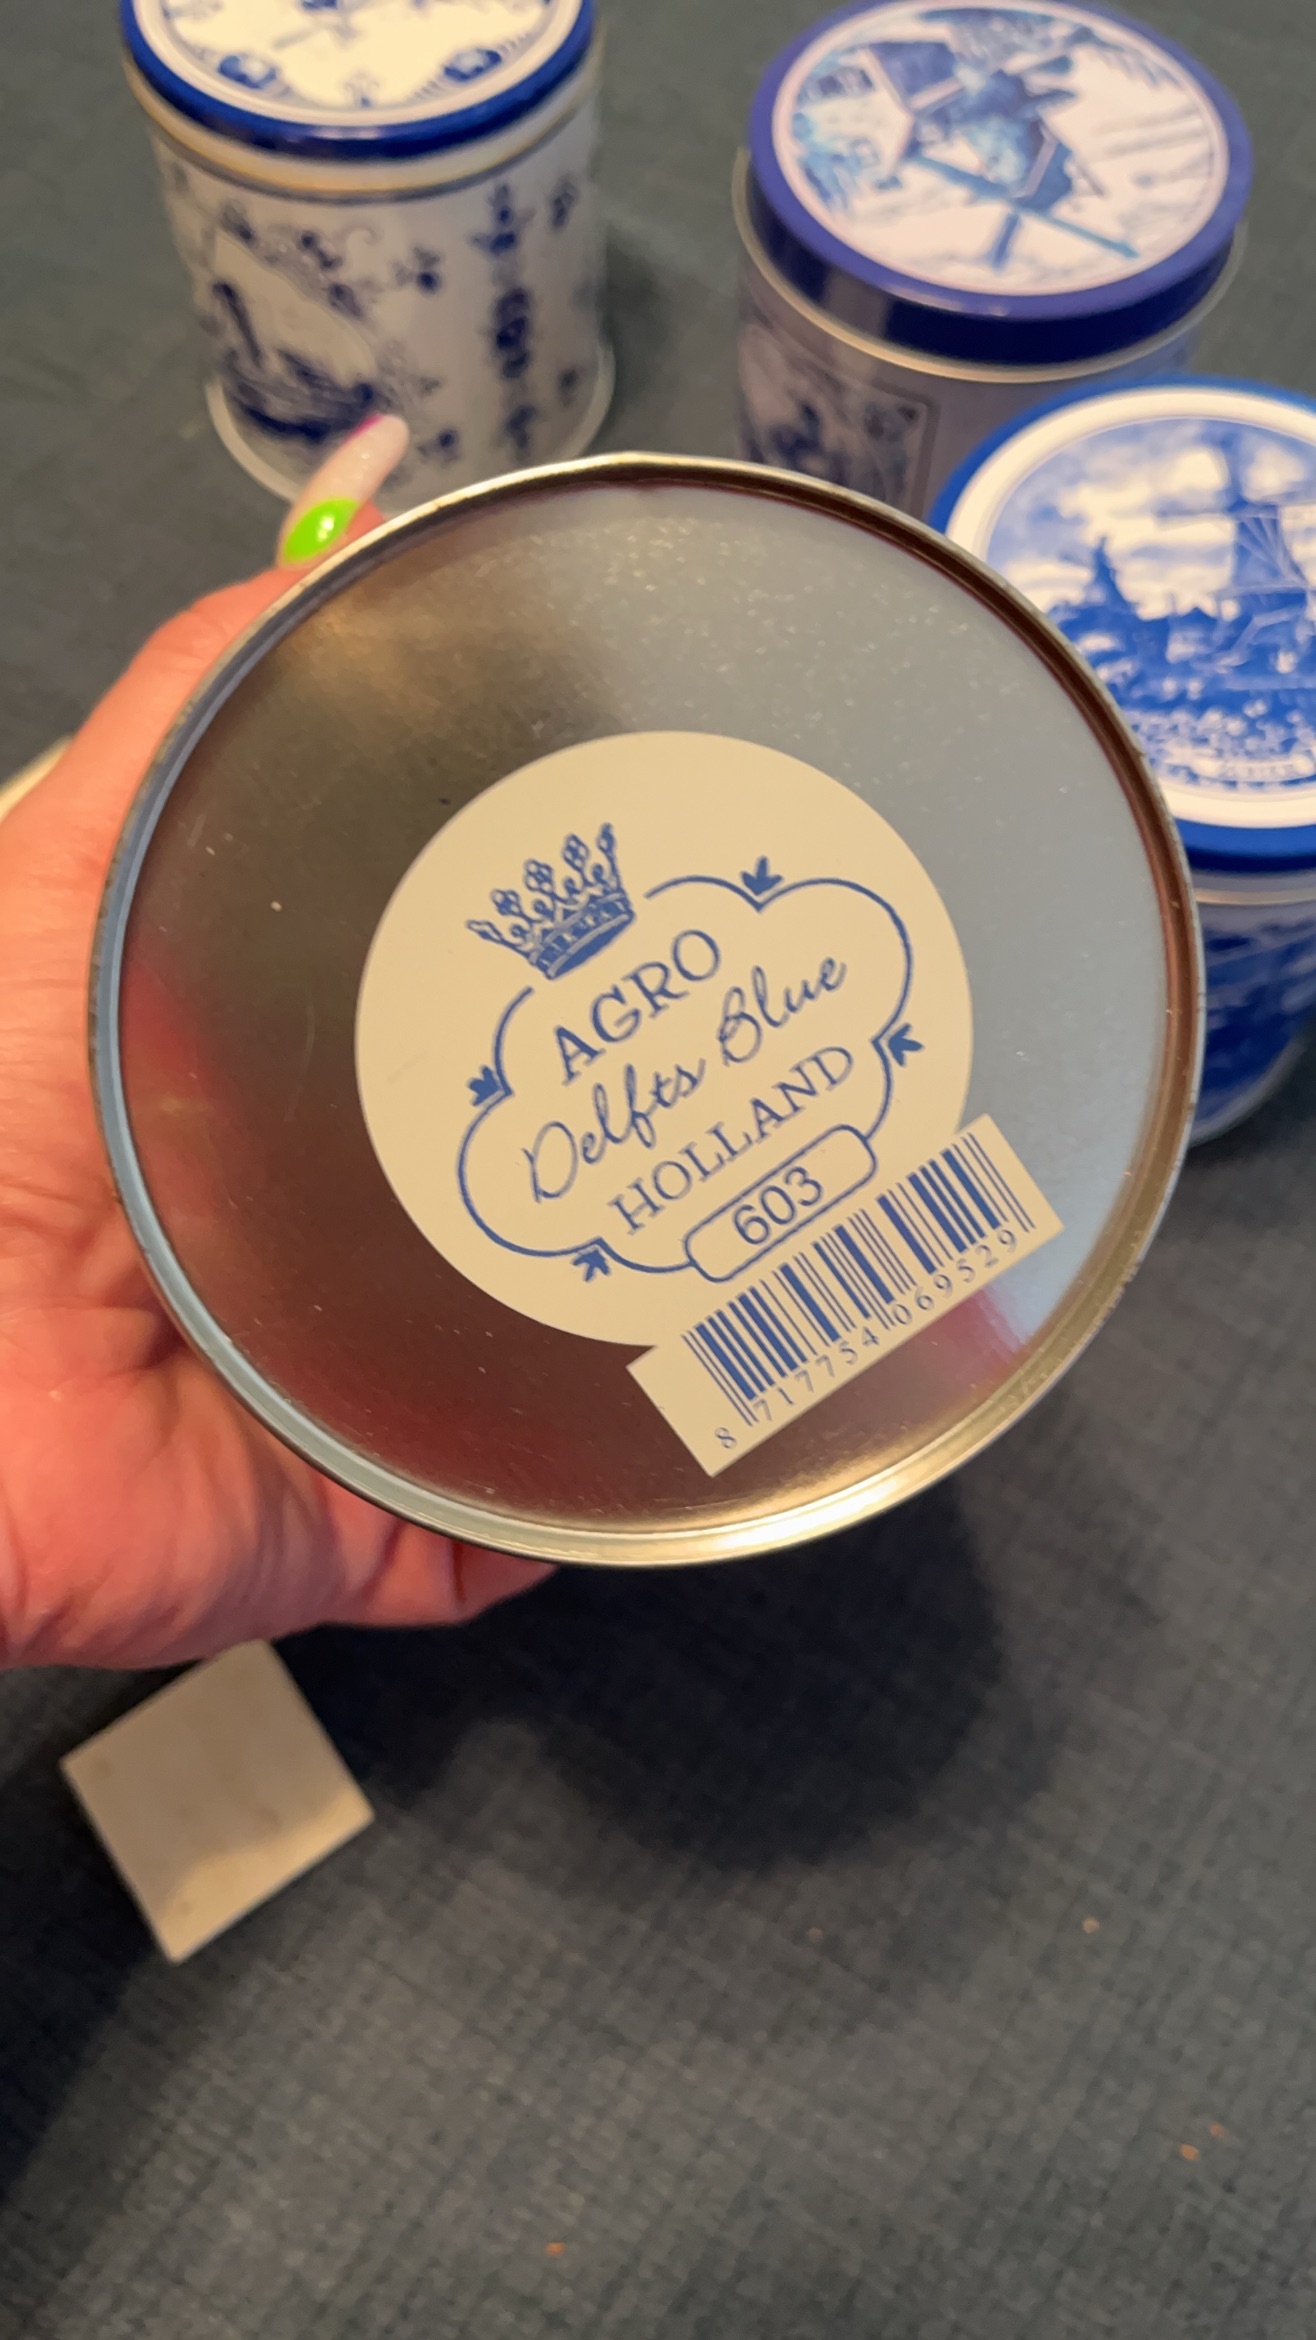 AGRO
Delfts Blue
HOLLAND
603
8 717754 069529